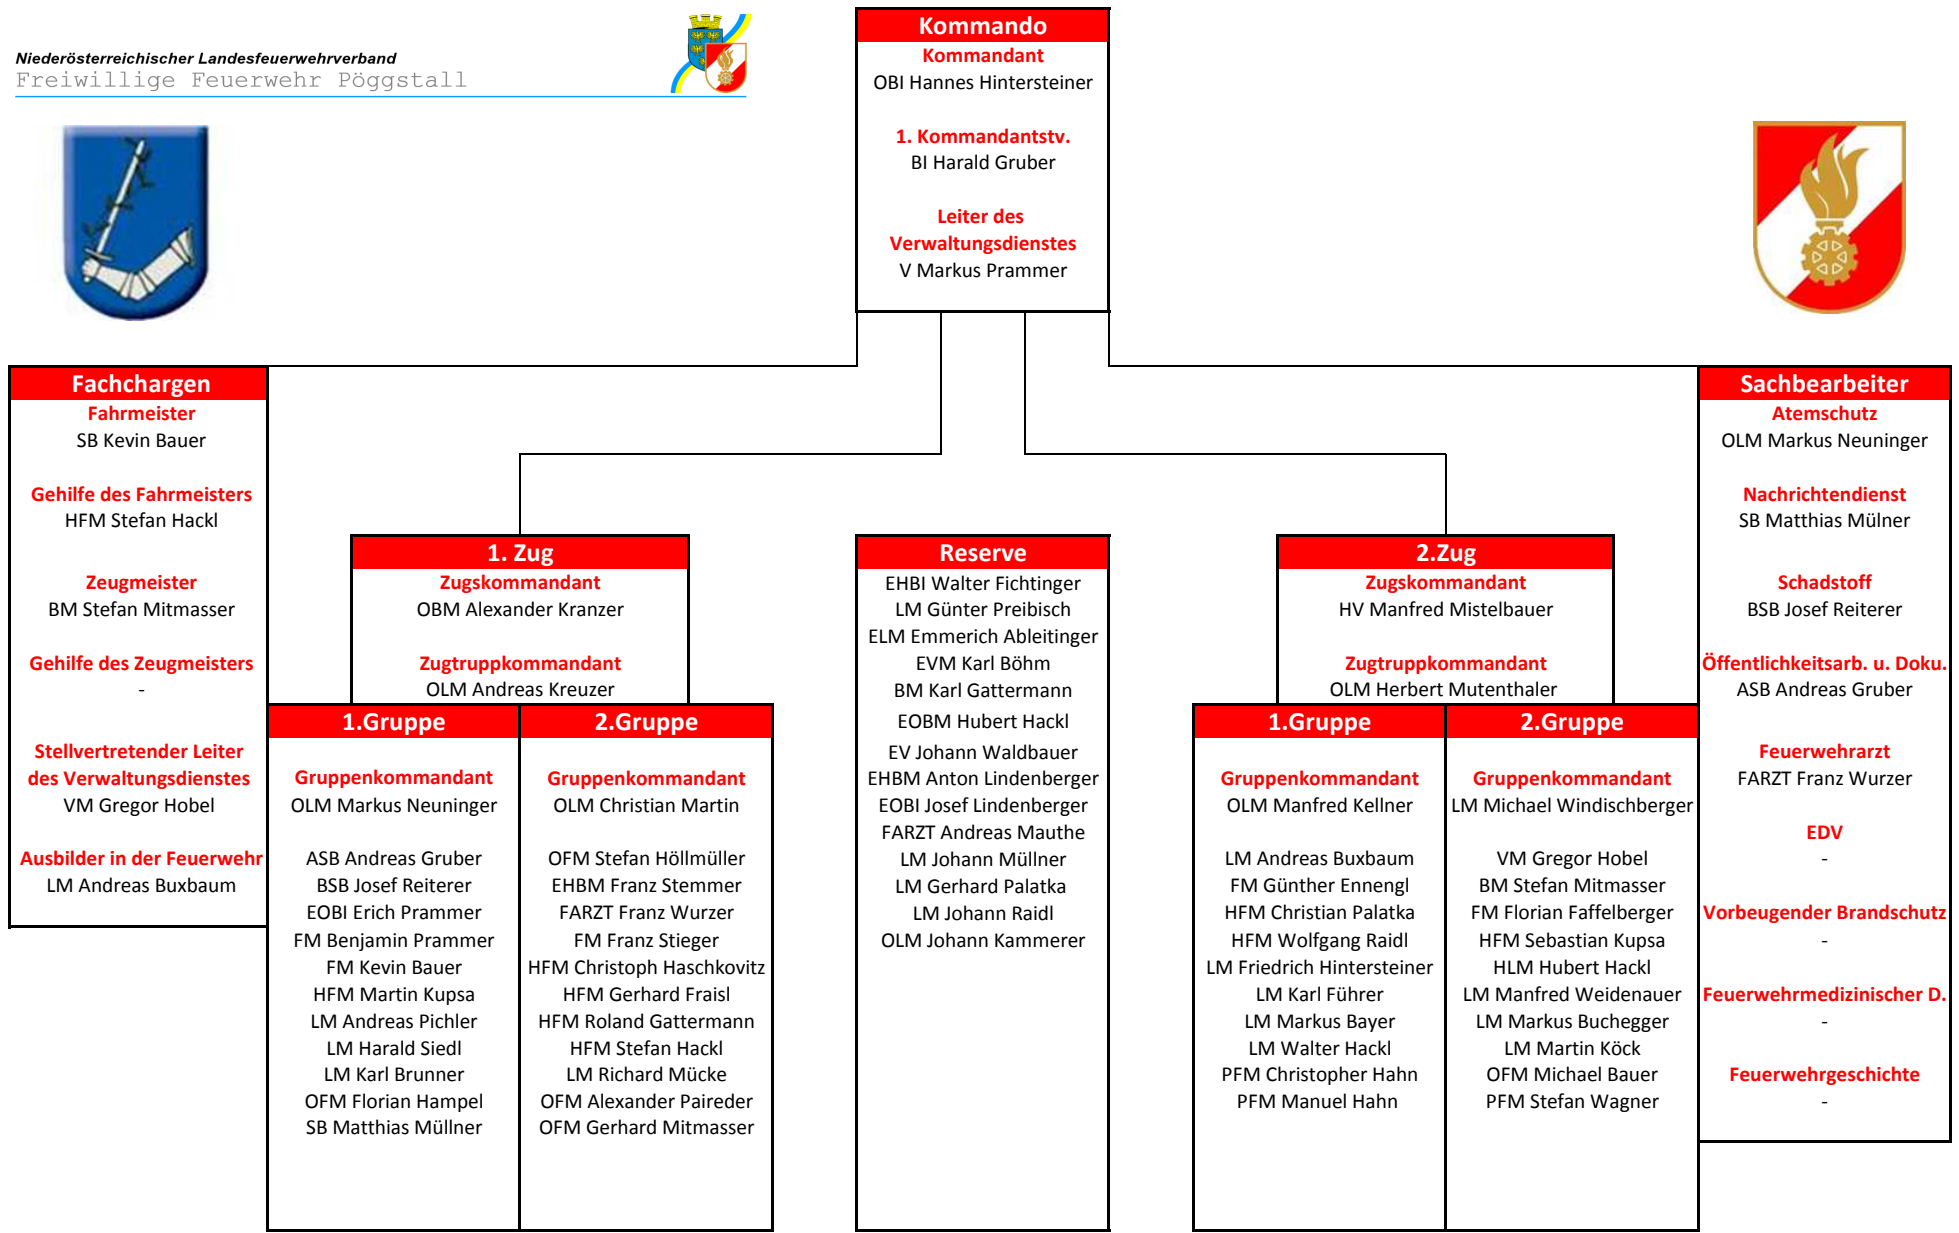 Niederösterreichischer Landesfeuerwehrverband
Freiwillige Feuerwehr Pöggstall
Kommando
Kommandant
OBI Hannes Hintersteiner
1. Kommandantstv.
BI Harald Gruber
Leiter des
Verwaltungsdienstes
V Markus Prammer
Fachchargen
Fahrmeister
SB Kevin Bauer
Gehilfe des Fahrmeisters
HFM Stefan Hackl
Zeugmeister
BM Stefan Mitmasser
Gehilfe des Zeugmeisters
-
Stellvertretender Leiter
des Verwaltungsdienstes
VM Gregor Hobel
Ausbilder in der Feuerwehr
LM Andreas Buxbaum
1. Zug
Zugskommandant
OBM Alexander Kranzer
Zugtruppkommandant
OLM Andreas Kreuzer
1.Gruppe
Gruppenkommandant
OLM Markus Neuninger
ASB Andreas Gruber
BSB Josef Reiterer
EOBI Erich Prammer
FM Benjamin Prammer
FM Kevin Bauer
HFM Martin Kupsa
LM Andreas Pichler
LM Harald Siedl
LM Karl Brunner
OFM Florian Hampel
SB Matthias Müllner
2.Gruppe
Gruppenkommandant
OLM Christian Martin
OFM Stefan Höllmüller
EHBM Franz Stemmer
FARZT Franz Wurzer
FM Franz Stieger
HFM Christoph Haschkovitz
HFM Gerhard Fraisl
HFM Roland Gattermann
HFM Stefan Hackl
LM Richard Mücke
OFM Alexander Paireder
OFM Gerhard Mitmasser
Reserve
EHBI Walter Fichtinger
LM Günter Preibisch
ELM Emmerich Ableitinger
EVM Karl Böhm
BM Karl Gattermann
EOBM Hubert Hackl
EV Johann Waldbauer
EHBM Anton Lindenberger
EOBI Josef Lindenberger
FARZT Andreas Mauthe
LM Johann Müllner
LM Gerhard Palatka
LM Johann Raidl
OLM Johann Kammerer
2.Zug
Zugskommandant
HV Manfred Mistelbauer
Zugtruppkommandant
OLM Herbert Mutenthaler
1.Gruppe
Gruppenkommandant
OLM Manfred Kellner
LM Andreas Buxbaum
FM Günther Ennengl
HFM Christian Palatka
HFM Wolfgang Raidl
LM Friedrich Hintersteiner
LM Karl Führer
LM Markus Bayer
LM Walter Hackl
PFM Christopher Hahn
PFM Manuel Hahn
2.Gruppe
Gruppenkommandant
LM Michael Windischberger
VM Gregor Hobel
BM Stefan Mitmasser
FM Florian Faffelberger
HFM Sebastian Kupsa
HLM Hubert Hackl
LM Manfred Weidenauer
LM Markus Buchegger
LM Martin Köck
OFM Michael Bauer
PFM Stefan Wagner
Sachbearbeiter
Atemschutz
OLM Markus Neuninger
Nachrichtendienst
SB Matthias Mülner
Schadstoff
BSB Josef Reiterer
Öffentlichkeitsarb. u. Doku.
ASB Andreas Gruber
Feuerwehrarzt
FARZT Franz Wurzer
EDV
-
Vorbeugender Brandschutz
-
Feuerwehrmedizinischer D.
-
Feuerwehrgeschichte
-